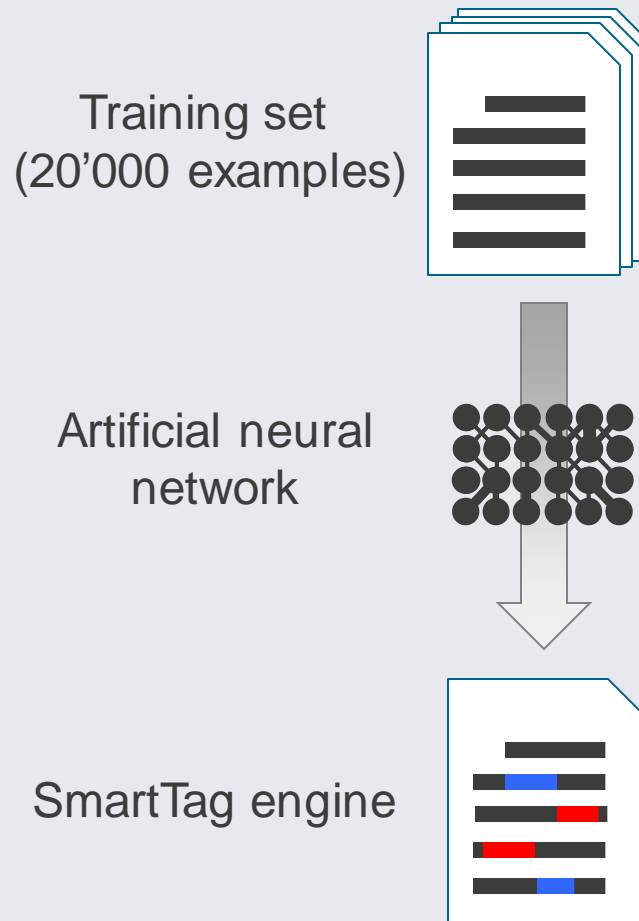 Training set
(20'000 examples)
Artificial neural
network
SmartTag engine